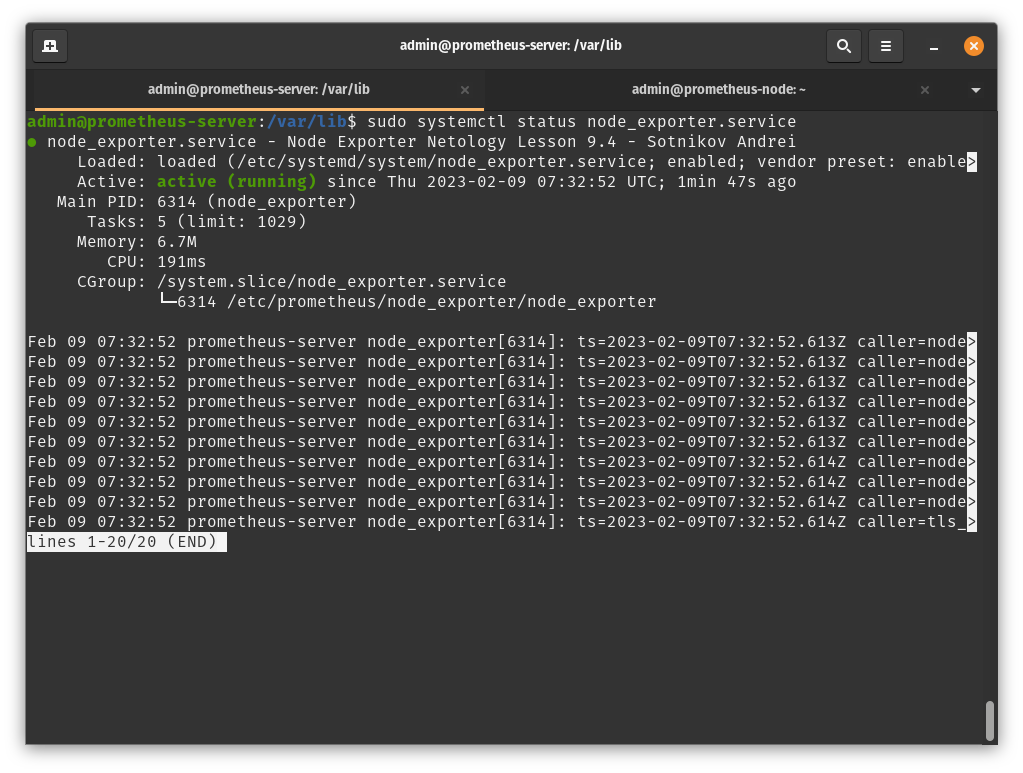 admin@prometheus-server: /var/lib
admin@prometheus-server: /var/lib
admin@prometheus-node: ~
admin@prometheus-server:/var/lib$ sudo systemctl status node_exporter.service
● node_exporter.service - Node Exporter Netology Lesson 9.4 - Sotnikov Andrei
Loaded: loaded (/etc/systemd/system/node_exporter.service; enabled; vendor preset: enable>
Active: active (running) since Thu 2023-02-09 07:32:52 UTC; 1min 47s ago
Main PID: 6314 (node_exporter)
Tasks: 5 (limit: 1029)
Memory: 6.7M
CPU: 191ms
CGroup: /system.slice/node_exporter.service
└─6314 /etc/prometheus/node_exporter/node_exporter
Feb 09 07:32:52 prometheus-server node_exporter[6314]: ts=2023-02-09T07:32:52.613Z caller=node>
Feb 09 07:32:52 prometheus-server node_exporter[6314]: ts=2023-02-09T07:32:52.613Z caller=node>
Feb 09 07:32:52 prometheus-server node_exporter[6314]: ts=2023-02-09T07:32:52.613Z caller=node>
Feb 09 07:32:52 prometheus-server node_exporter[6314]: ts=2023-02-09T07:32:52.613Z caller=node>
Feb 09 07:32:52 prometheus-server node_exporter[6314]: ts=2023-02-09T07:32:52.613Z caller=node>
Feb 09 07:32:52 prometheus-server node_exporter[6314]: ts=2023-02-09T07:32:52.613Z caller=node>
Feb 09 07:32:52 prometheus-server node_exporter[6314]: ts=2023-02-09T07:32:52.614Z caller=node>
Feb 09 07:32:52 prometheus-server node_exporter[6314]: ts=2023-02-09T07:32:52.614Z caller=node>
Feb 09 07:32:52 prometheus-server node_exporter[6314]: ts=2023-02-09T07:32:52.614Z caller=node>
Feb 09 07:32:52 prometheus-server node_exporter[6314]: ts=2023-02-09T07:32:52.614Z caller=tls_>
lines 1-20/20 (END)